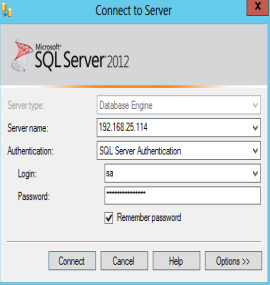 Connect to Server
x
Microsoft
SQL Server 2012
Server type: Database Engine
Server name: 192.168.25.114
Authentication: SQL Server Authentication
Login: sa
Password: ***************
Remember password
Connect Cancel Help Options >>